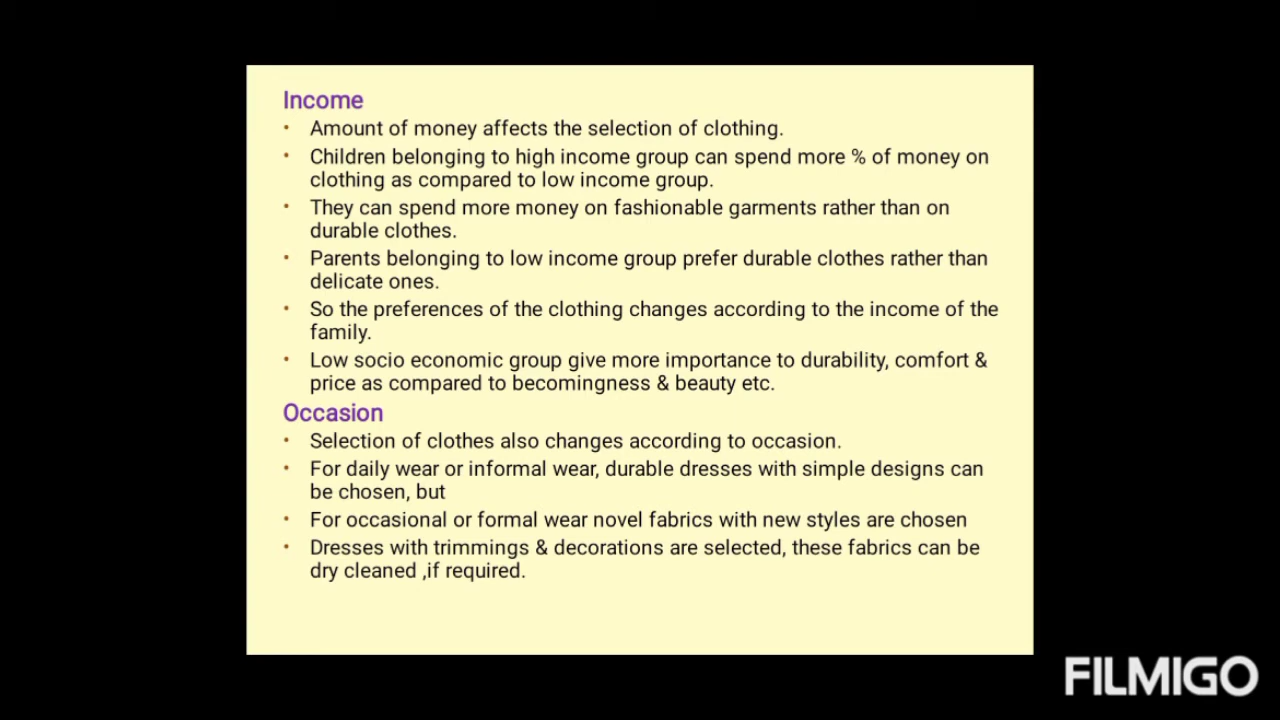 Income
• Amount of money affects the selection of clothing.
• Children belonging to high income group can spend more % of money on
clothing as compared to low income group.
• They can spend more money on fashionable garments rather than on
durable clothes.
• Parents belonging to low income group prefer durable clothes rather than
delicate ones.
• So the preferences of the clothing changes according to the income of the
family.
• Low socio economic group give more importance to durability, comfort &
price as compared to becomingness & beauty etc.
Occasion
• Selection of clothes also changes according to occasion.
• For daily wear or informal wear, durable dresses with simple designs can
be chosen, but
• For occasional or formal wear novel fabrics with new styles are chosen
• Dresses with trimmings & decorations are selected, these fabrics can be
dry cleaned ,if required.
FILMIGO